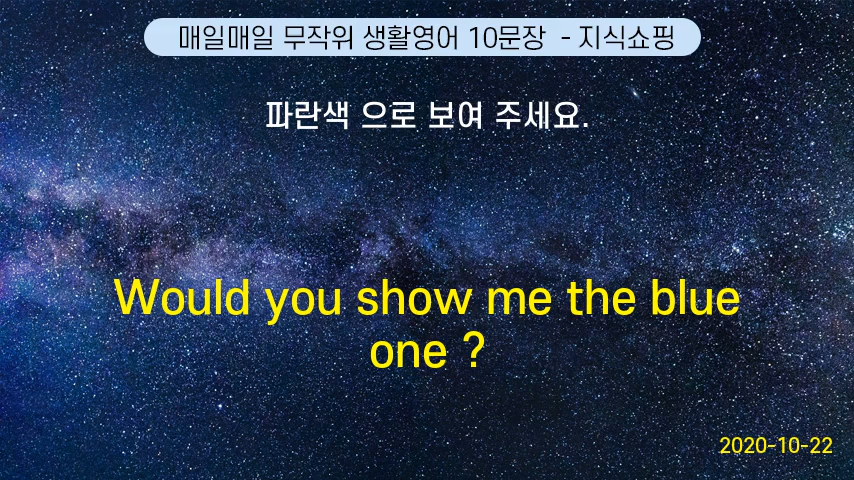 매일매일 무작위 생활영어 10문장 - 지식쇼핑
파란색 으로 보여 주세요.
Would you show me the blue
one ?
2020-10-22